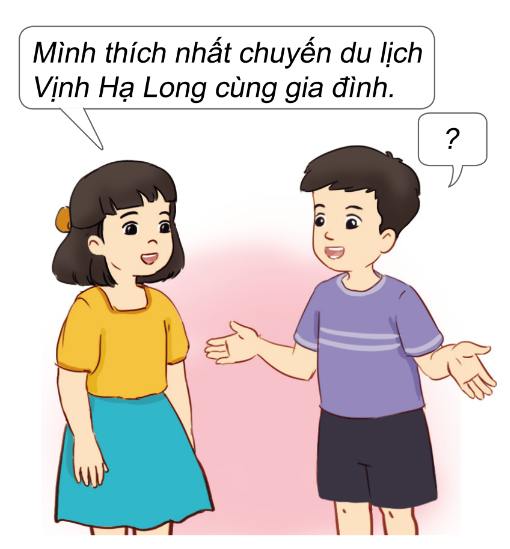 Mình thích nhất chuyến du lịch
Vịnh Hạ Long cùng gia đình.
?